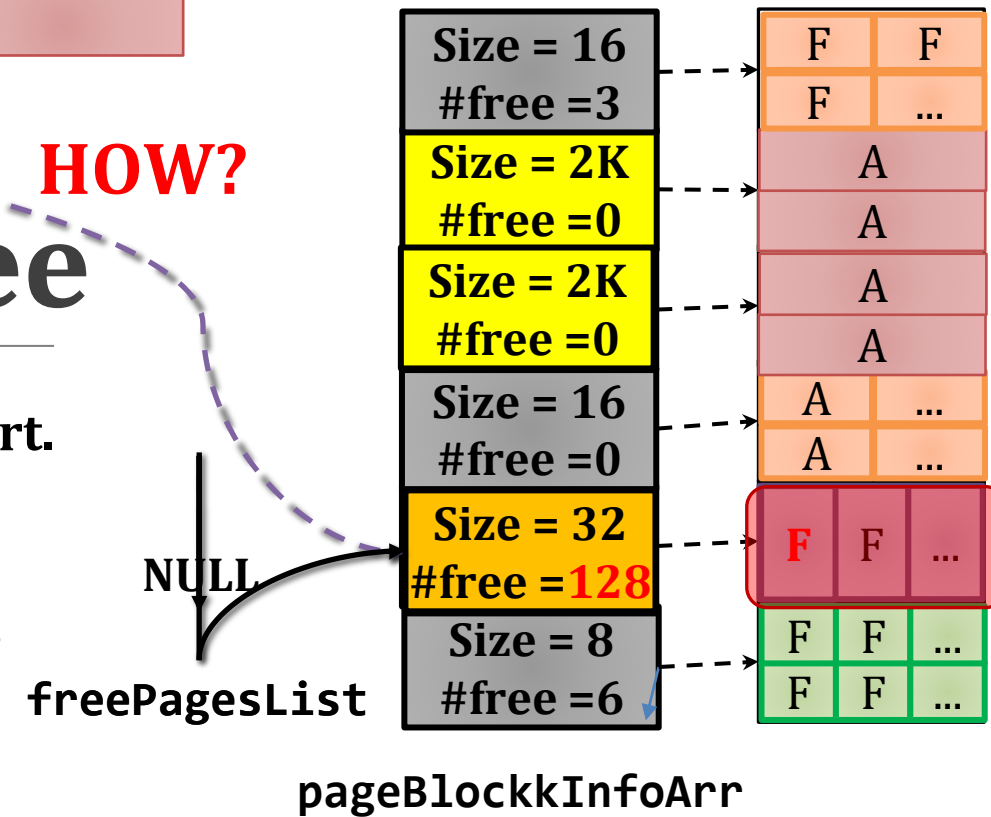 HOW?
ee
rt.
NULL
freePagesList
Size = 16
#free =3
Size = 2K
#free =0
Size = 2K
#free =0
Size = 16
#free =0
Size = 32
#free =128
Size = 8
#free =6
pageBlockkInfoArr
F F
F ...
A
A
A
A
A ...
A ...
F F ...
F F ...
F F ...